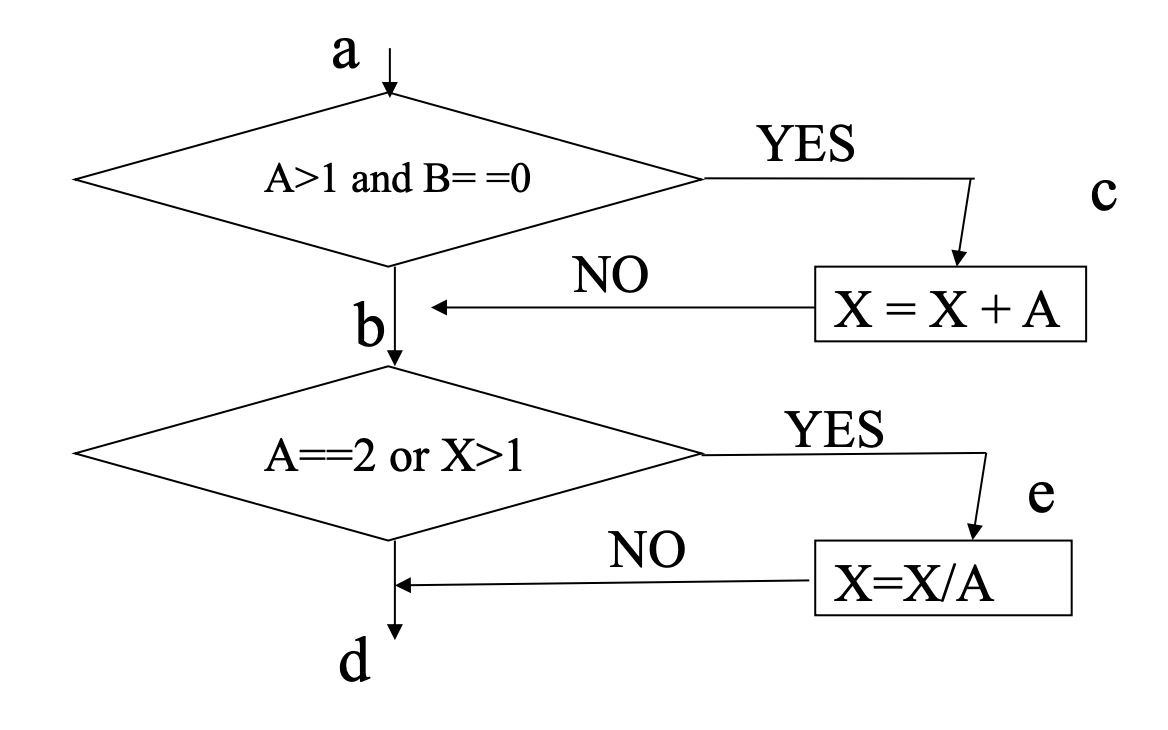 a
A>1 and B= =0
YES
c
NO
X = X + A
b
A==2 or X>1
YES
e
NO
X=X/A
d